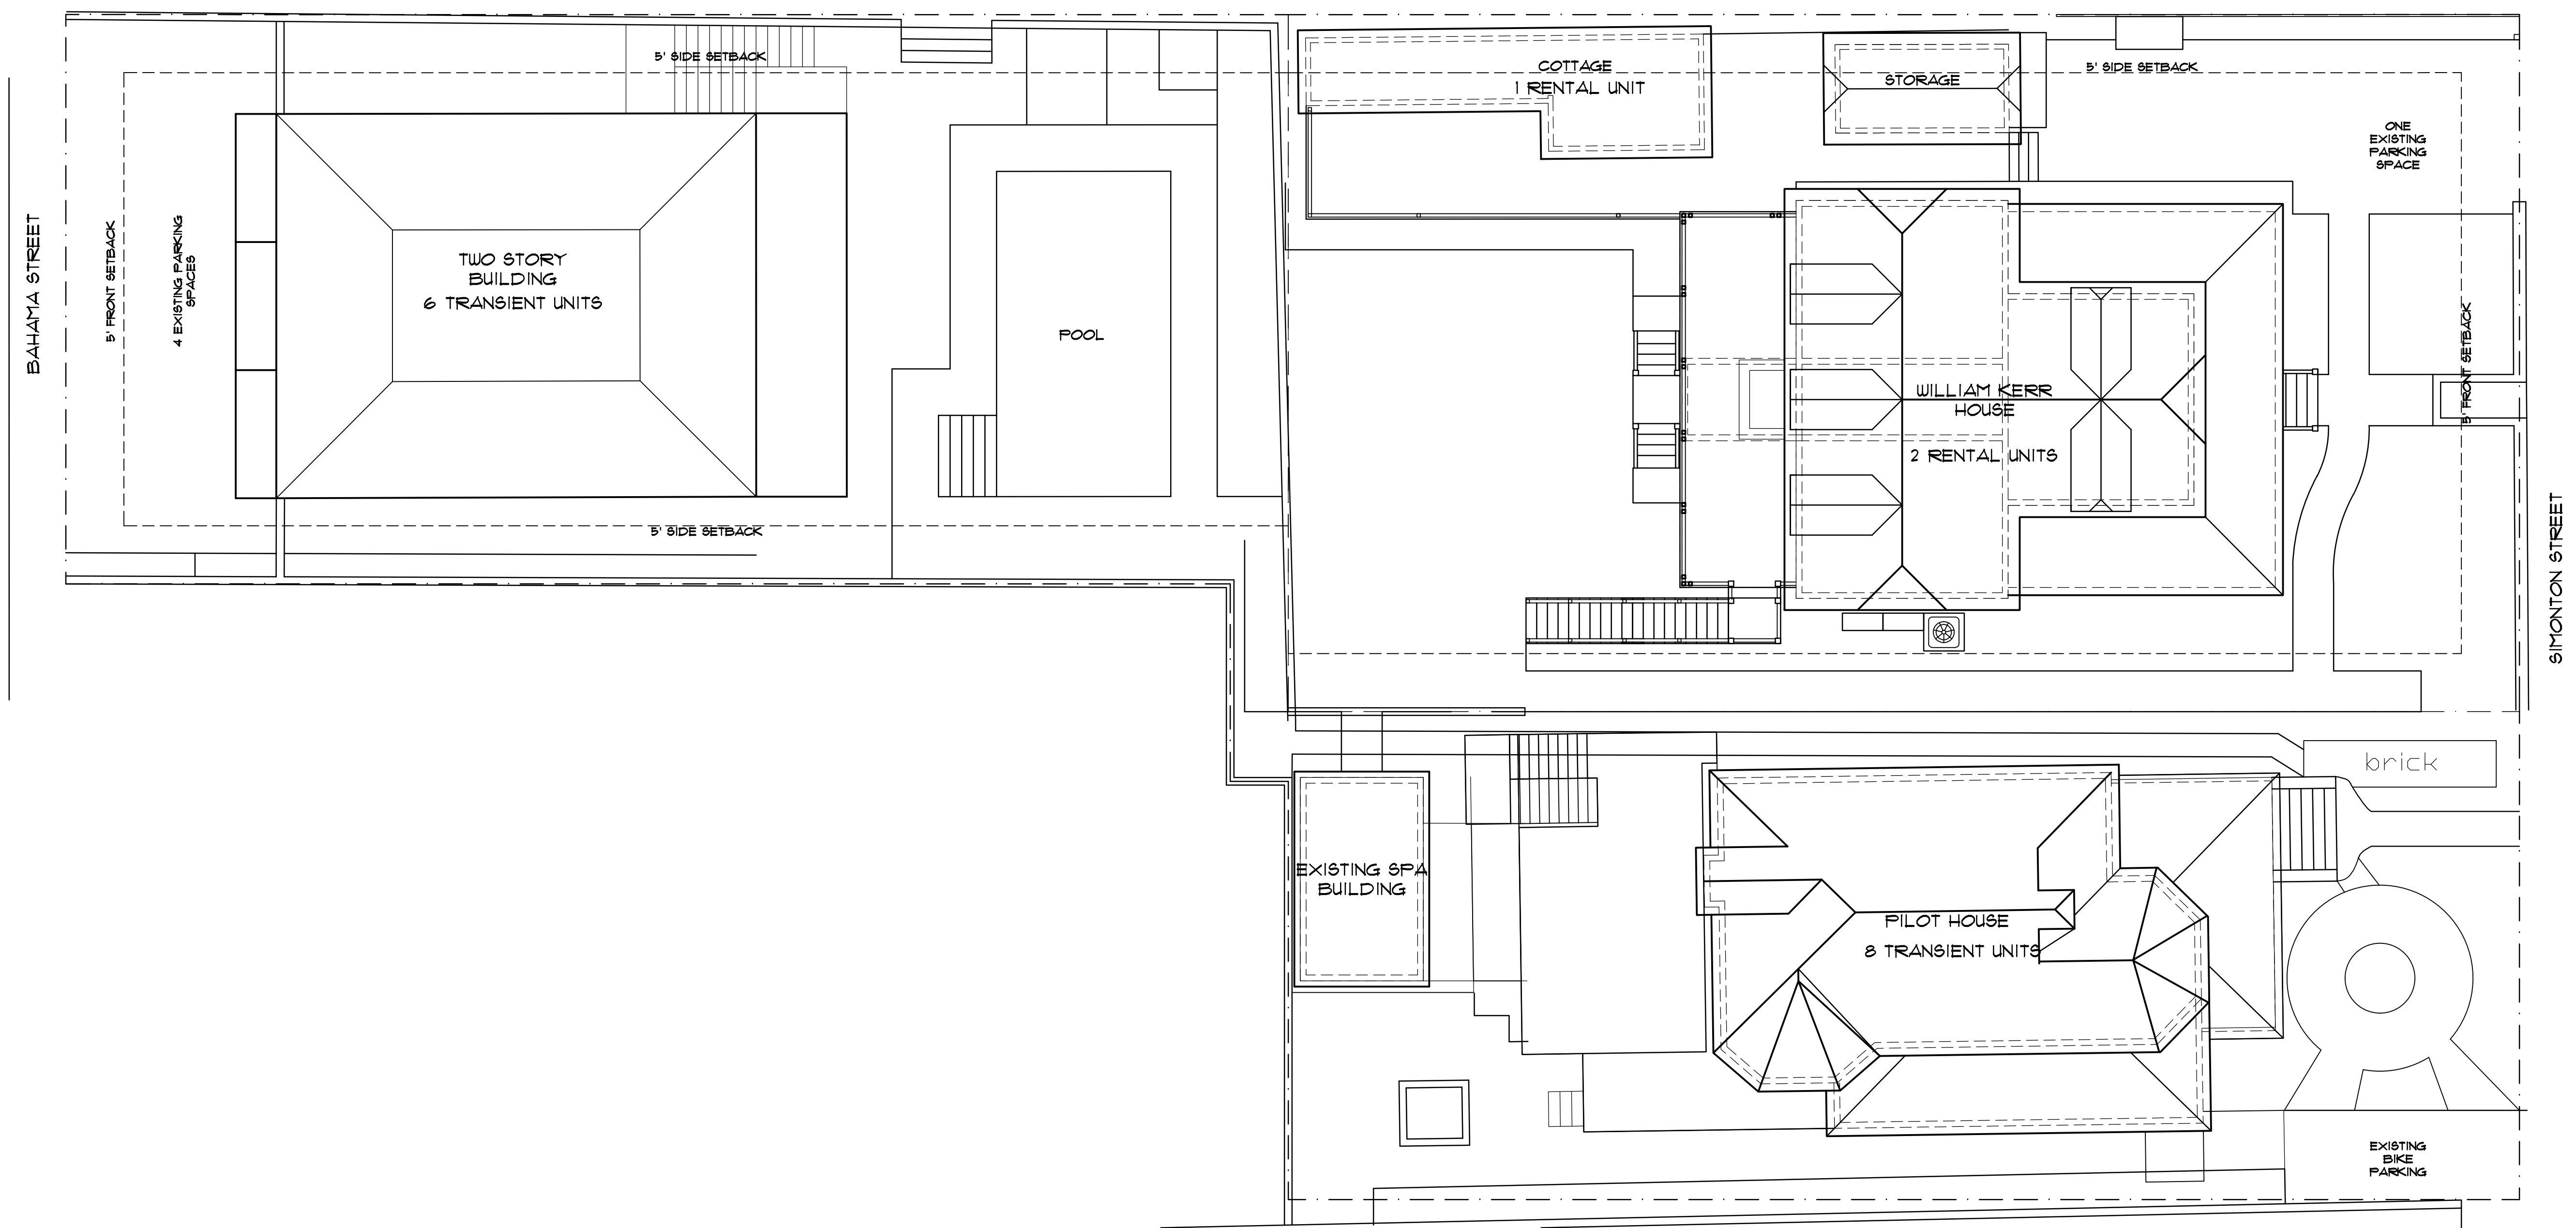 BAHAMA STREET
5' FRONT SETBACK
4 EXISTING PARKING
SPACES
5' SIDE SETBACK
TWO STORY
BUILDING
6 TRANSIENT UNITS
5' SIDE SETBACK
POOL
COTTAGE
1 RENTAL UNIT
STORAGE
5' SIDE SETBACK
ONE
EXISTING
PARKING
SPACE
WILLIAM KERR
HOUSE
2 RENTAL UNITS
5' FRONT SETBACK
SIMONTON STREET
brick
EXISTING SPA
BUILDING
PILOT HOUSE
8 TRANSIENT UNITS
EXISTING
BIKE
PARKING